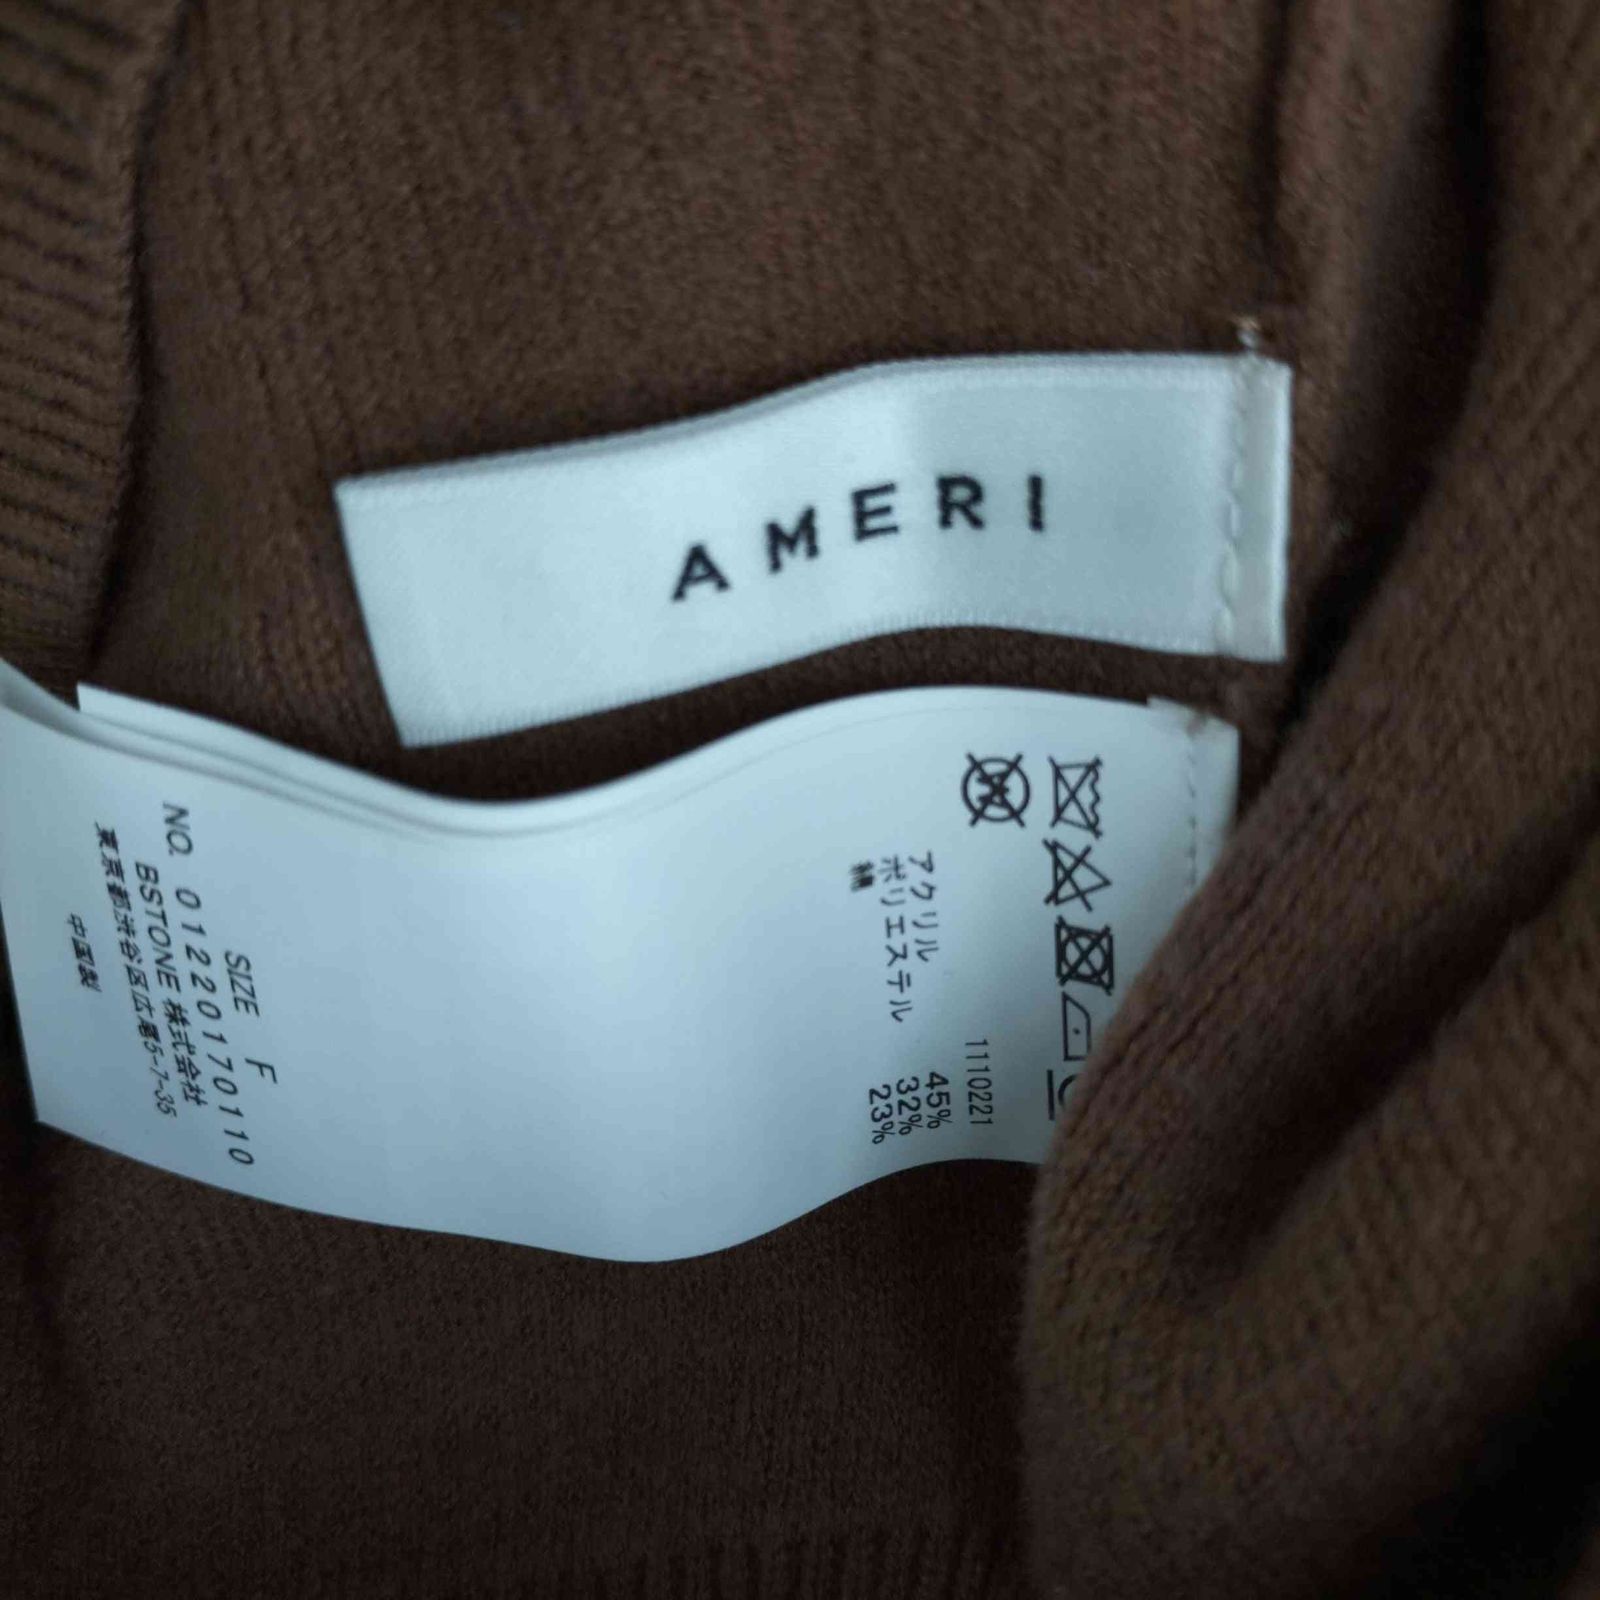 AMERI
1110221
アクリル 45%
ポリエステル 32%
綿 23%
SIZE F
NO. 012201701110
BSTONE 株式会社
東京都渋谷区広尾5-7-35
中国製